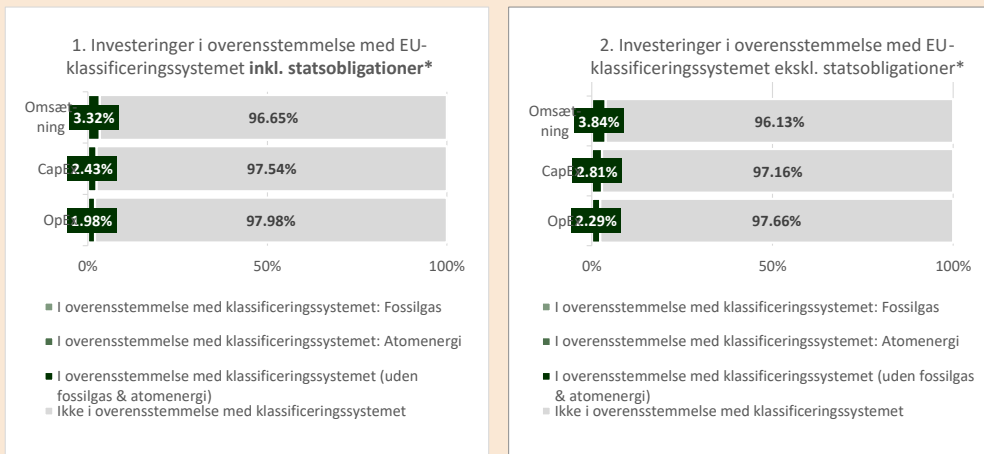 1. Investeringer i overensstemmelse med EU-
klassificeringssystemet inkl. statsobligationer*
Omsæt-
ning
3.32%
96.65%
2.43%
97.54%
1.98%
97.98%
0%
50%
100%
I overensstemmelse med klassificeringssystemet: Fossilgas
I overensstemmelse med klassificeringssystemet: Atomenergi
I overensstemmelse med klassificeringssystemet (uden
fossilgas & atomenergi)
Ikke i overensstemmelse med klassificeringssystemet
2. Investeringer i overensstemmelse med EU-
klassificeringssystemet ekskl. statsobligationer*
Omsæt-
ning
3.84%
96.13%
2.81%
97.16%
2.29%
97.66%
0%
50%
100%
I overensstemmelse med klassificeringssystemet: Fossilgas
I overensstemmelse med klassificeringssystemet: Atomenergi
I overensstemmelse med klassificeringssystemet (uden fossilgas
& atomenergi)
Ikke i overensstemmelse med klassificeringssystemet